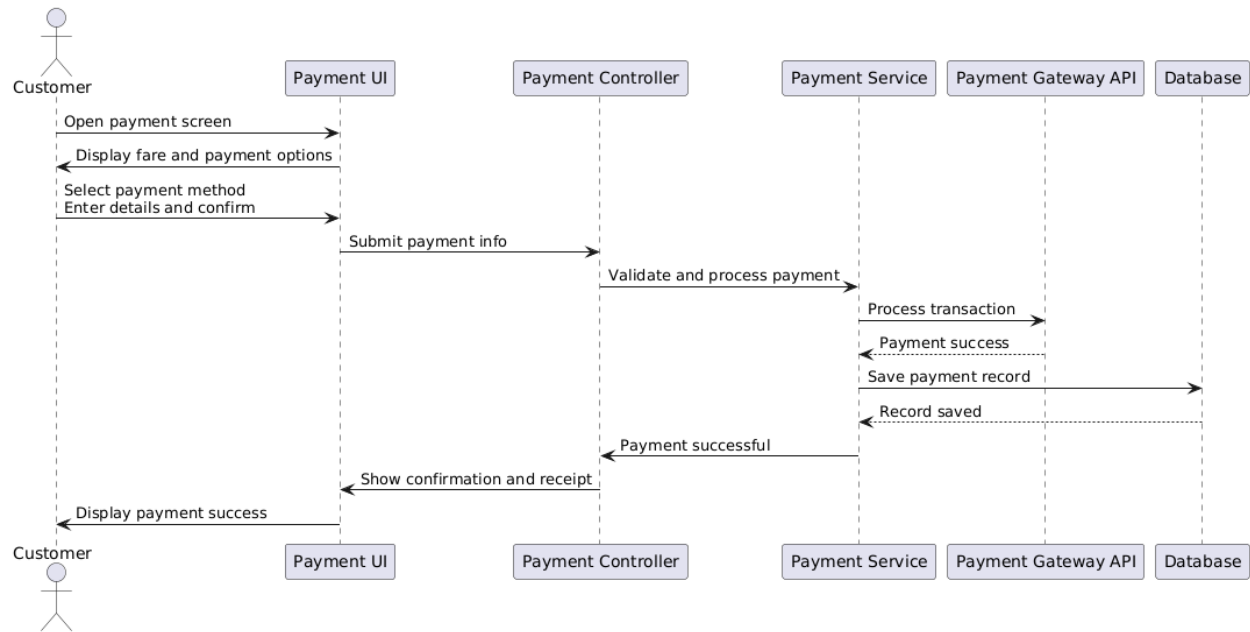 Customer
Payment UI
Payment Controller
Payment Service
Payment Gateway API
Database
Open payment screen
Display fare and payment options
Select payment method
Enter details and confirm
Submit payment info
Validate and process payment
Process transaction
Payment success
Save payment record
Record saved
Payment successful
Show confirmation and receipt
Display payment success
Customer
Payment UI
Payment Controller
Payment Service
Payment Gateway API
Database